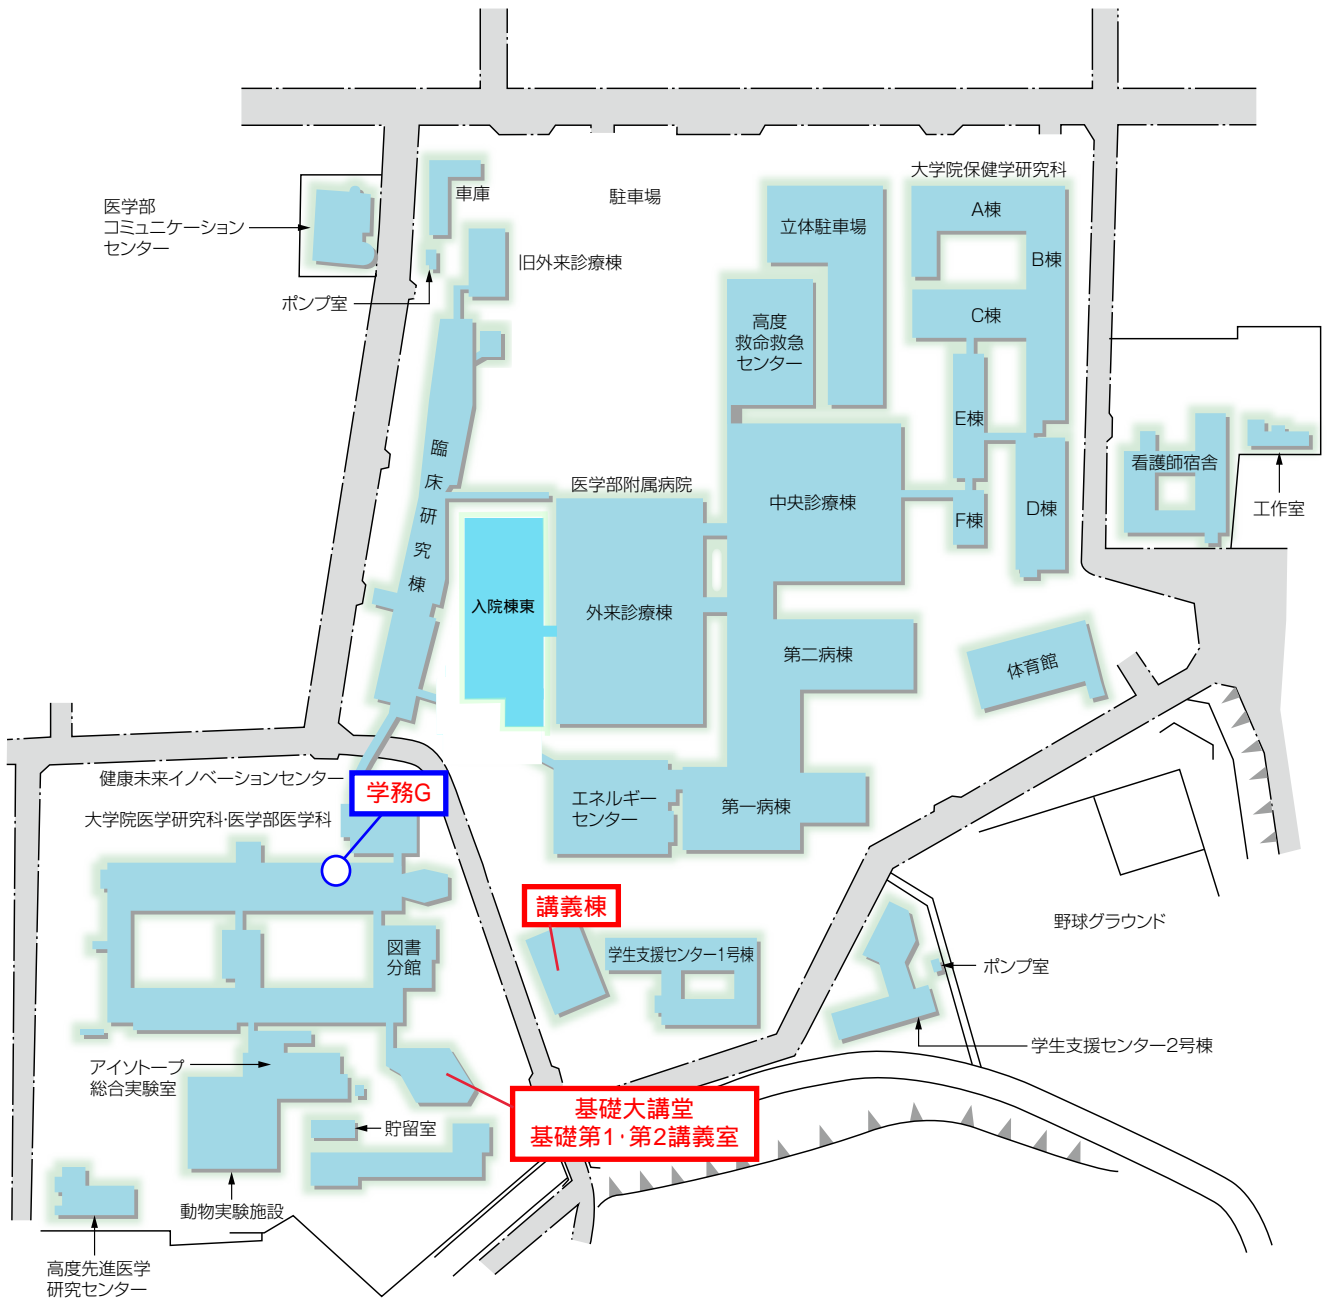 大学院保健学研究科
車庫
駐車場
A棟
医学部
コミュニケーション
センター
立体駐車場
B棟
旧外来診療棟
ポンプ室
高度
救命救急
センター
C棟
E棟
臨床研究棟
看護師宿舎
医学部附属病院
中央診療棟
F棟
D棟
工作室
入院棟東
外来診療棟
第二病棟
体育館
健康未来イノベーションセンター
学務G
エネルギー
センター
第一病棟
大学院医学研究科・医学部医学科
講義棟
野球グラウンド
図書
分館
学生支援センター1号棟
ポンプ室
学生支援センター2号棟
アイソトープ
総合実験室
基礎大講堂
基礎第1・第2講義室
貯留室
動物実験施設
高度先進医学
研究センター